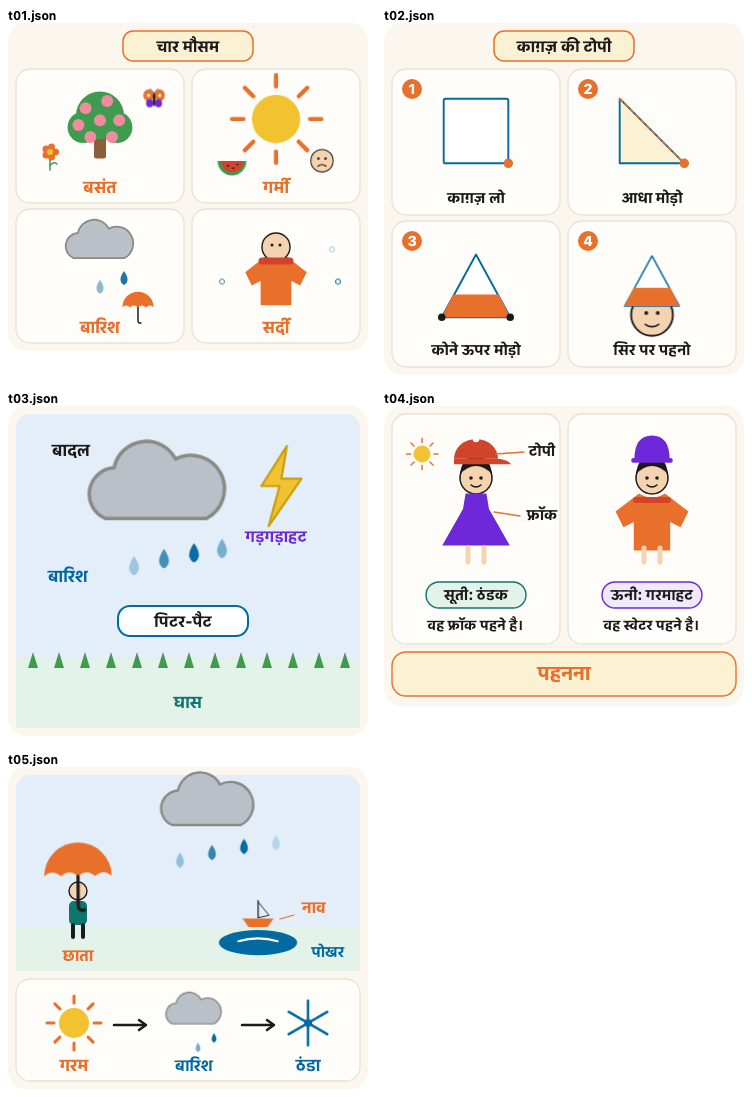 t01.json
चार मौसम
बसंत
गर्मी
बारिश
सर्दी
t02.json
काग़ज़ की टोपी
1
काग़ज़ लो
2
आधा मोड़ो
3
कोने ऊपर मोड़ो
4
सिर पर पहनो
t03.json
बादल
गड़गड़ाहट
बारिश
पिटर-पैट
घास
t04.json
टोपी
फ्रॉक
सूती: ठंडक
वह फ्रॉक पहने है।
ऊनी: गरमाहट
वह स्वेटर पहने है।
पहनना
t05.json
नाव
छाता
पोखर
गरम
बारिश
ठंडा